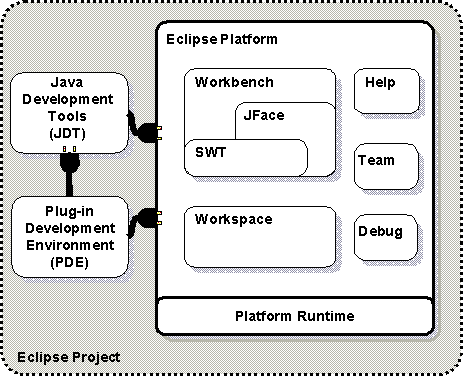 Eclipse Platform
Java
Development
Tools
(JDT)
Workbench
JFace
SWT
Help
Team
Plug-in
Development
Environment
(PDE)
Workspace
Debug
Platform Runtime
Eclipse Project